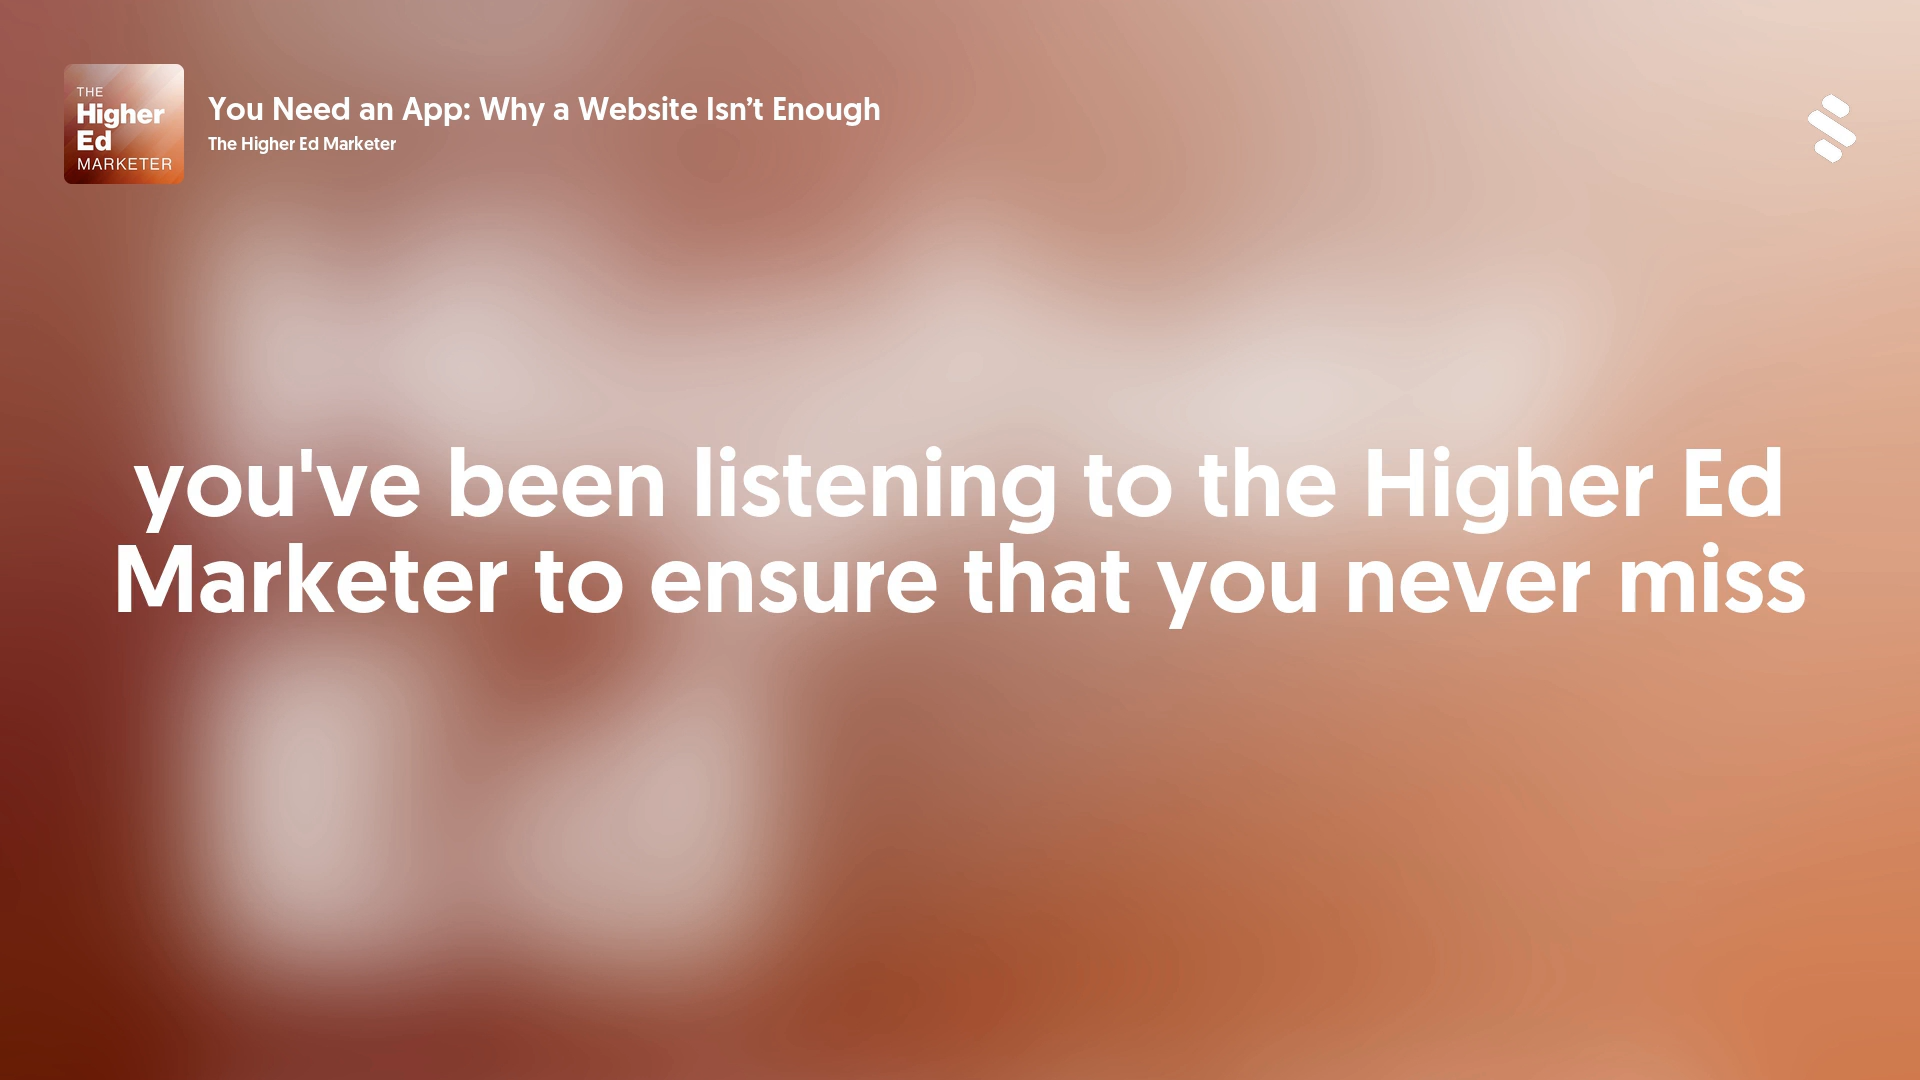 THE
Higher
Ed
MARKETER
You Need an App: Why a Website Isn’t Enough
The Higher Ed Marketer
you've been listening to the Higher Ed
Marketer to ensure that you never miss